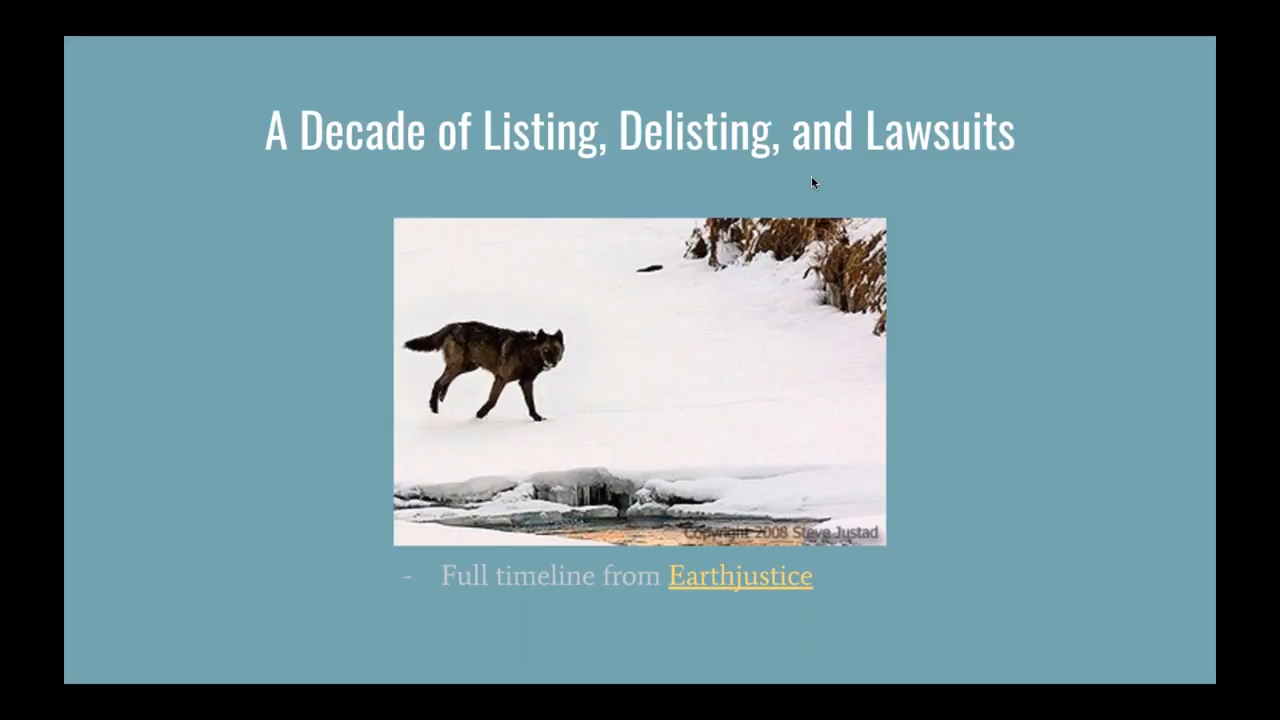 A Decade of Listing, Delisting, and Lawsuits
Copyright 2008 Steve Justad
- Full timeline from Earthjustice